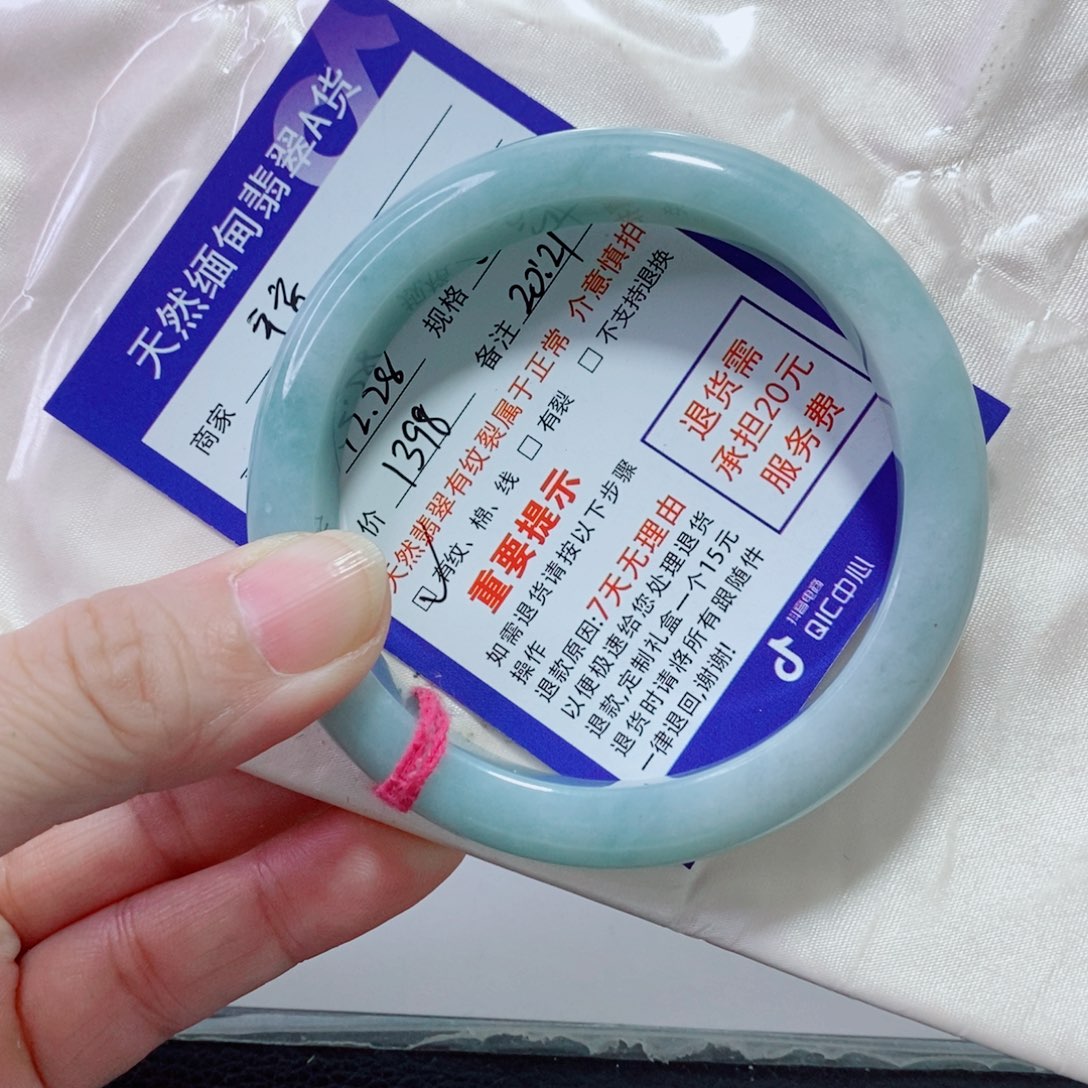 天然缅甸翡翠A货
商家
12.28
规格
价 1398
备注 20:21
天然翡翠有纹裂属于正常 介意慎拍
有纹、棉、线 □ 有裂 □ 不支持退换
重要提示
如需退货请按以下步骤
操作
退款原因:7天无理由
以便极速给您处理退货
退款,定制礼盒一个15元
退货时请将所有跟随件
一律退回,谢谢!
退货需
承担20元
服务费
抖音电商
QIC中心